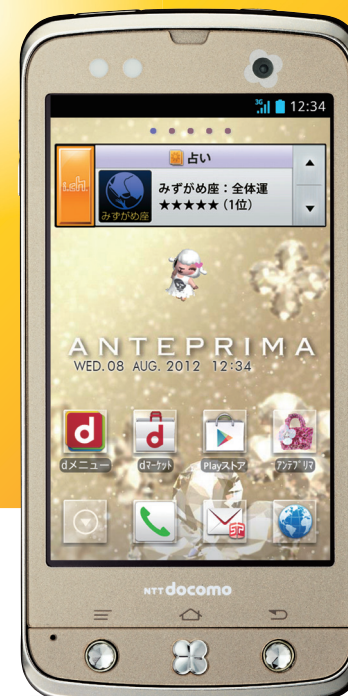 3G 12:34
占い
i.ch.
みずがめ座:全体運
★★★★★(1位)
みずがめ座
ANTEPRIMA
WED.08 AUG. 2012 12:34
d d
dメニュー dマーケット Playストア アンテプリマ
NTT docomo